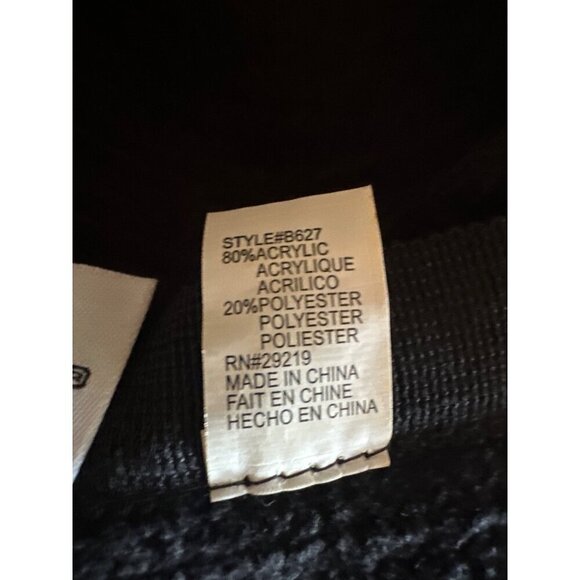 STYLE#B627
80%ACRYLIC
ACRYLIQUE
ACRILICO
20%POLYESTER
POLYESTER
POLIESTER
RN#29219
MADE IN CHINA
FAIT EN CHINE
HECHO EN CHINA